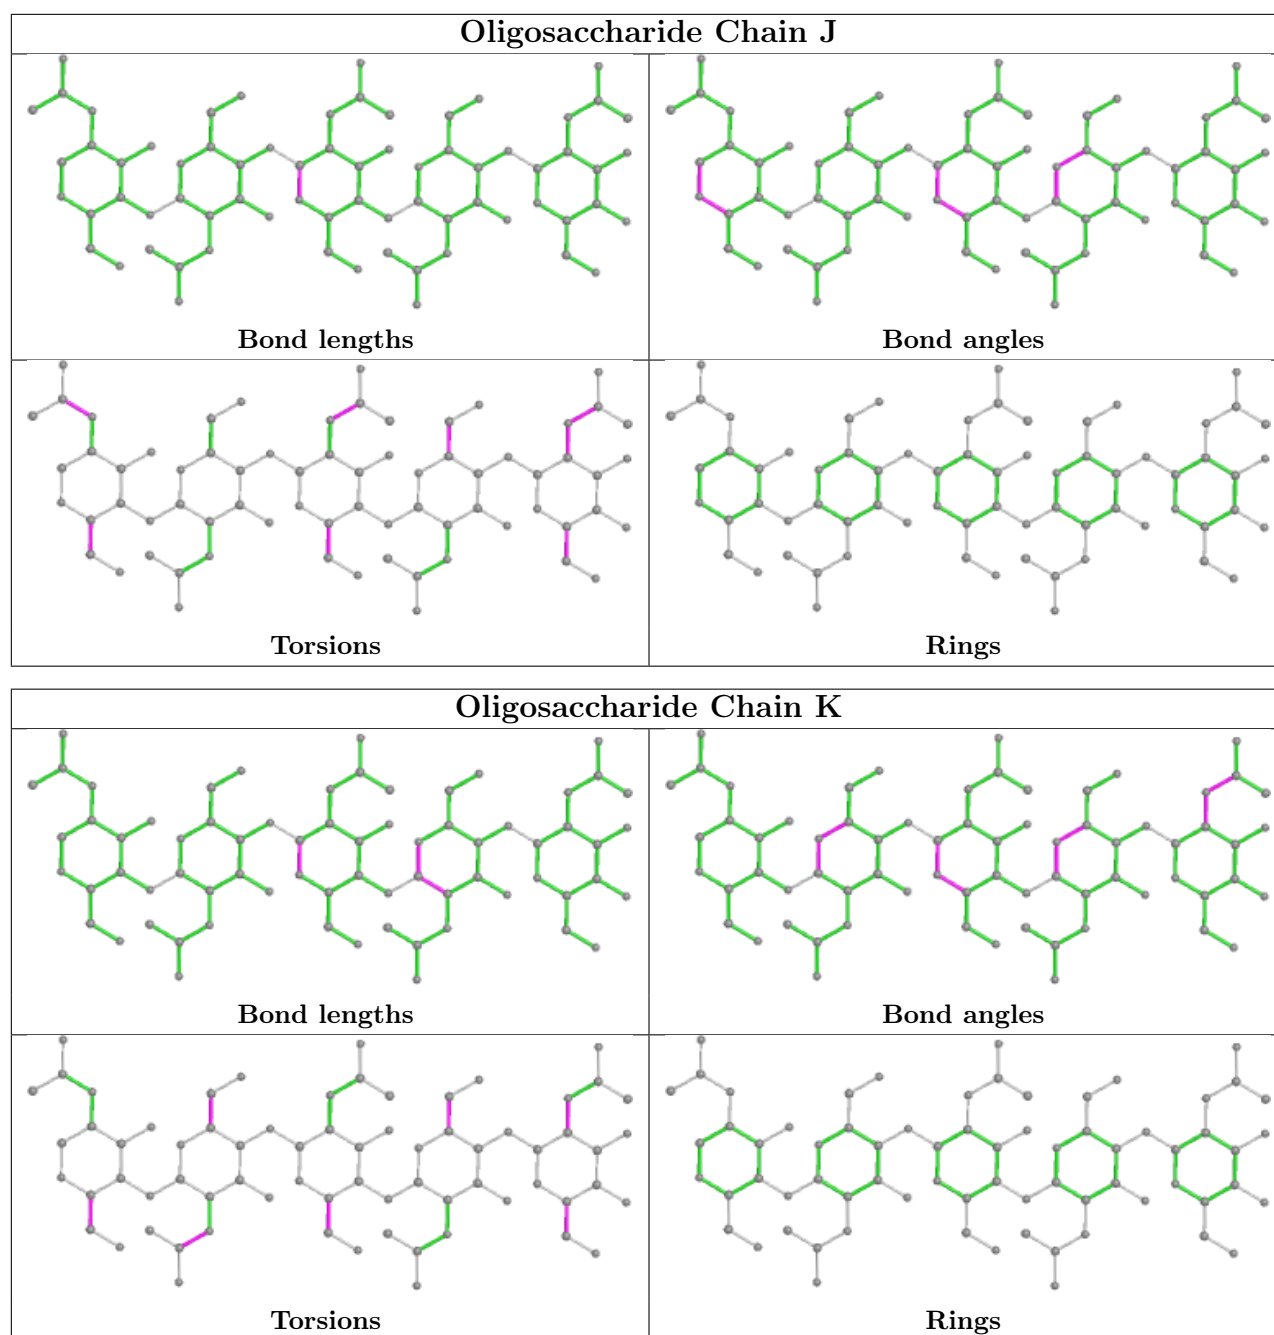 Oligosaccharide Chain J
Bond lengths
Bond angles
Torsions
Rings
Oligosaccharide Chain K
Bond lengths
Bond angles
Torsions
Rings